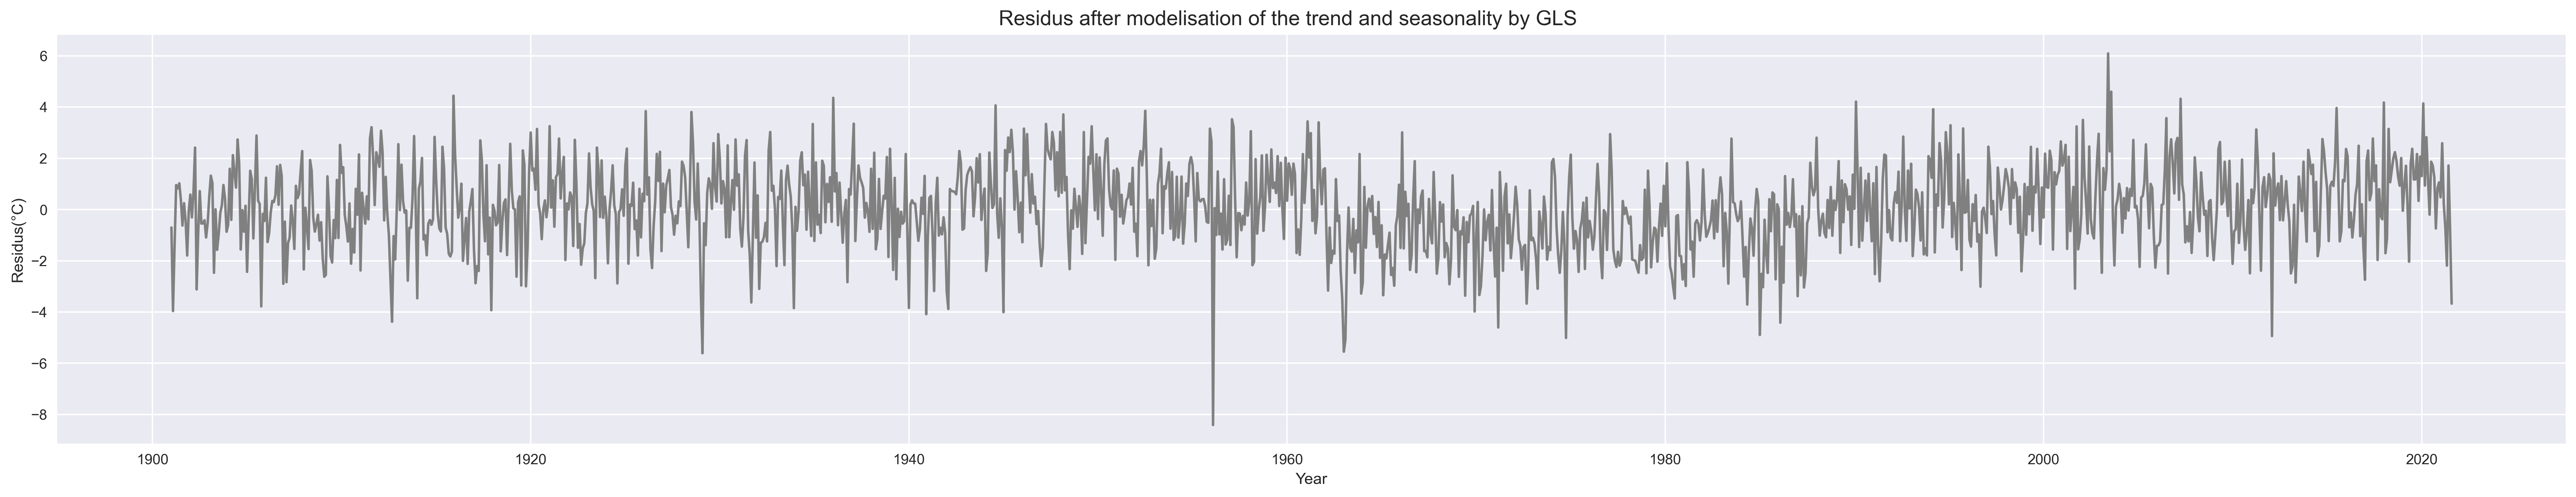 Residus after modelisation of the trend and seasonality by GLS
6
4
2
0
−2
−4
−6
−8
Residus(°C)
1900 1920 1940 1960 1980 2000 2020
Year